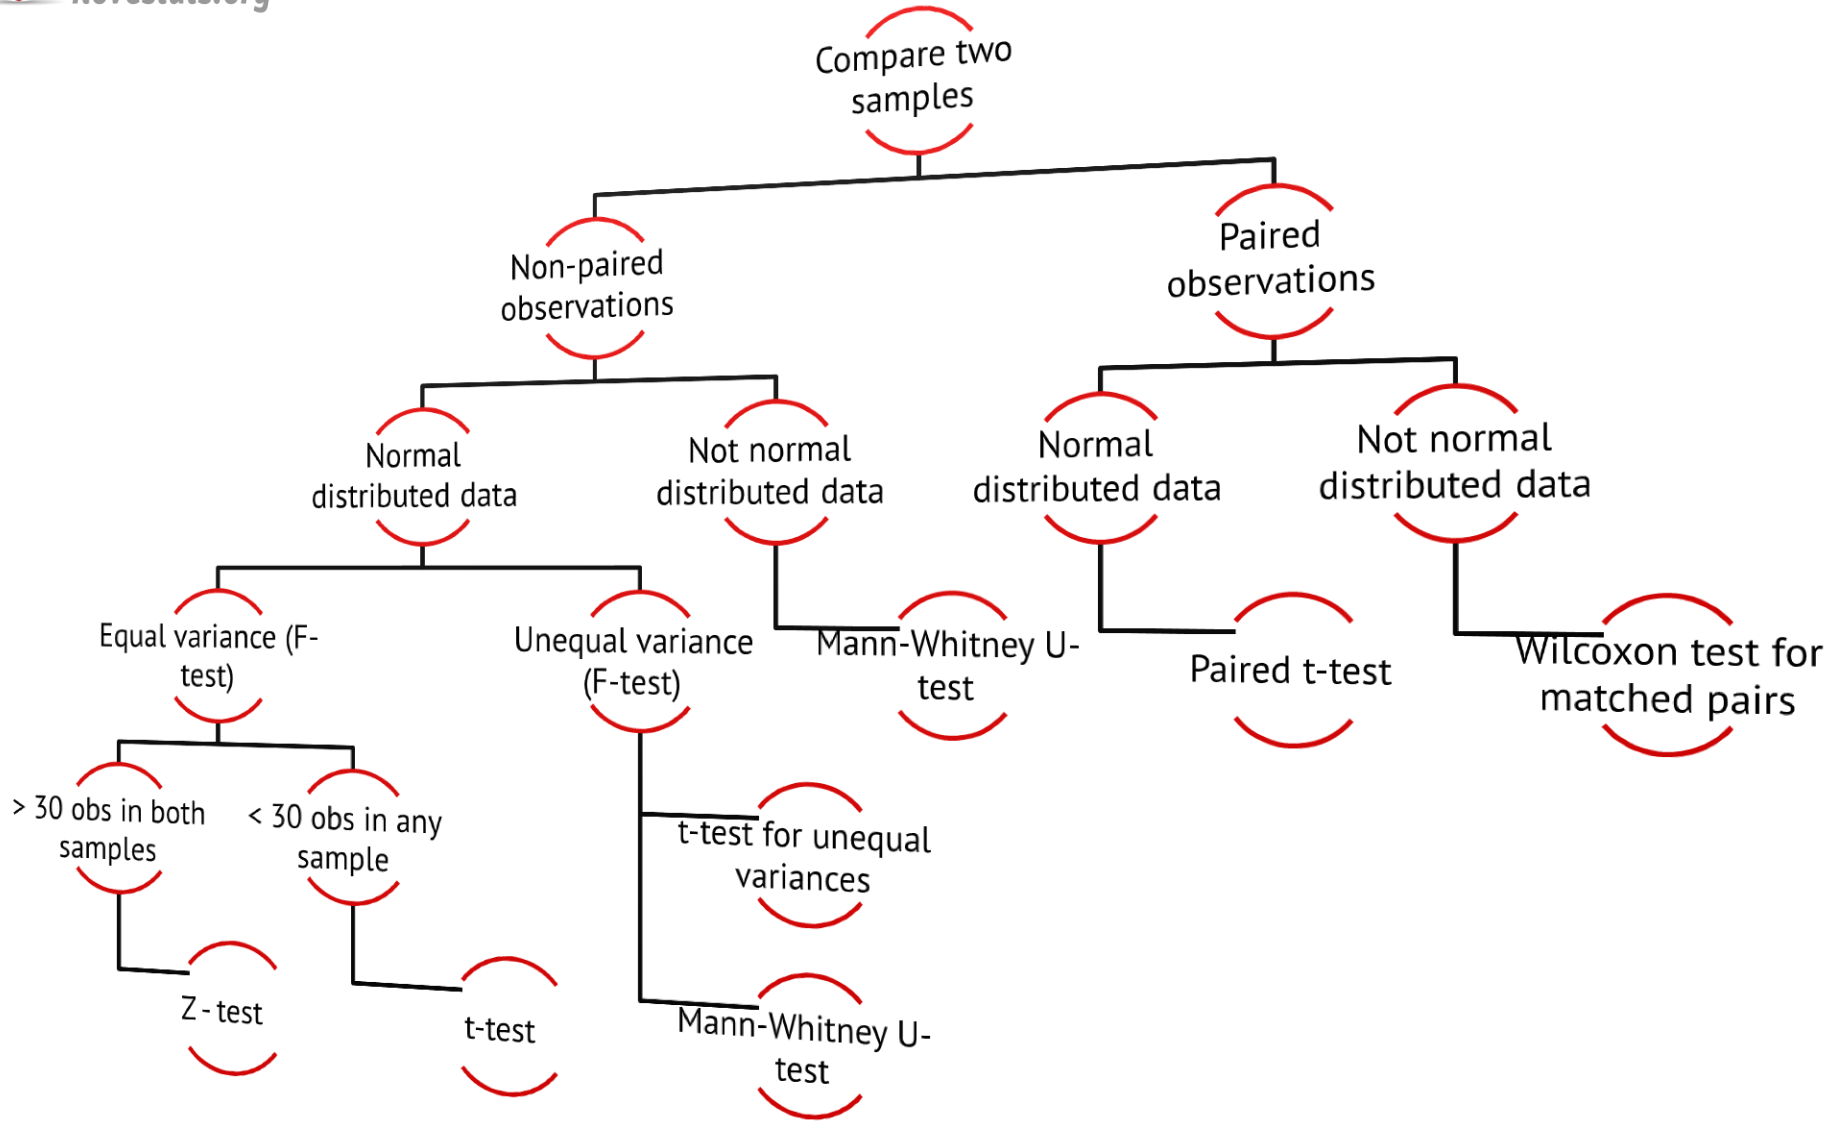 Compare two
samples
Non-paired
observations
Paired
observations
Normal
distributed data
Not normal
distributed data
Normal
distributed data
Not normal
distributed data
Equal variance (F-
test)
Unequal variance
(F-test)
Mann-Whitney U-
test
Paired t-test
Wilcoxon test for
matched pairs
> 30 obs in both
samples
< 30 obs in any
sample
t-test for unequal
variances
Z - test
t-test
Mann-Whitney U-
test